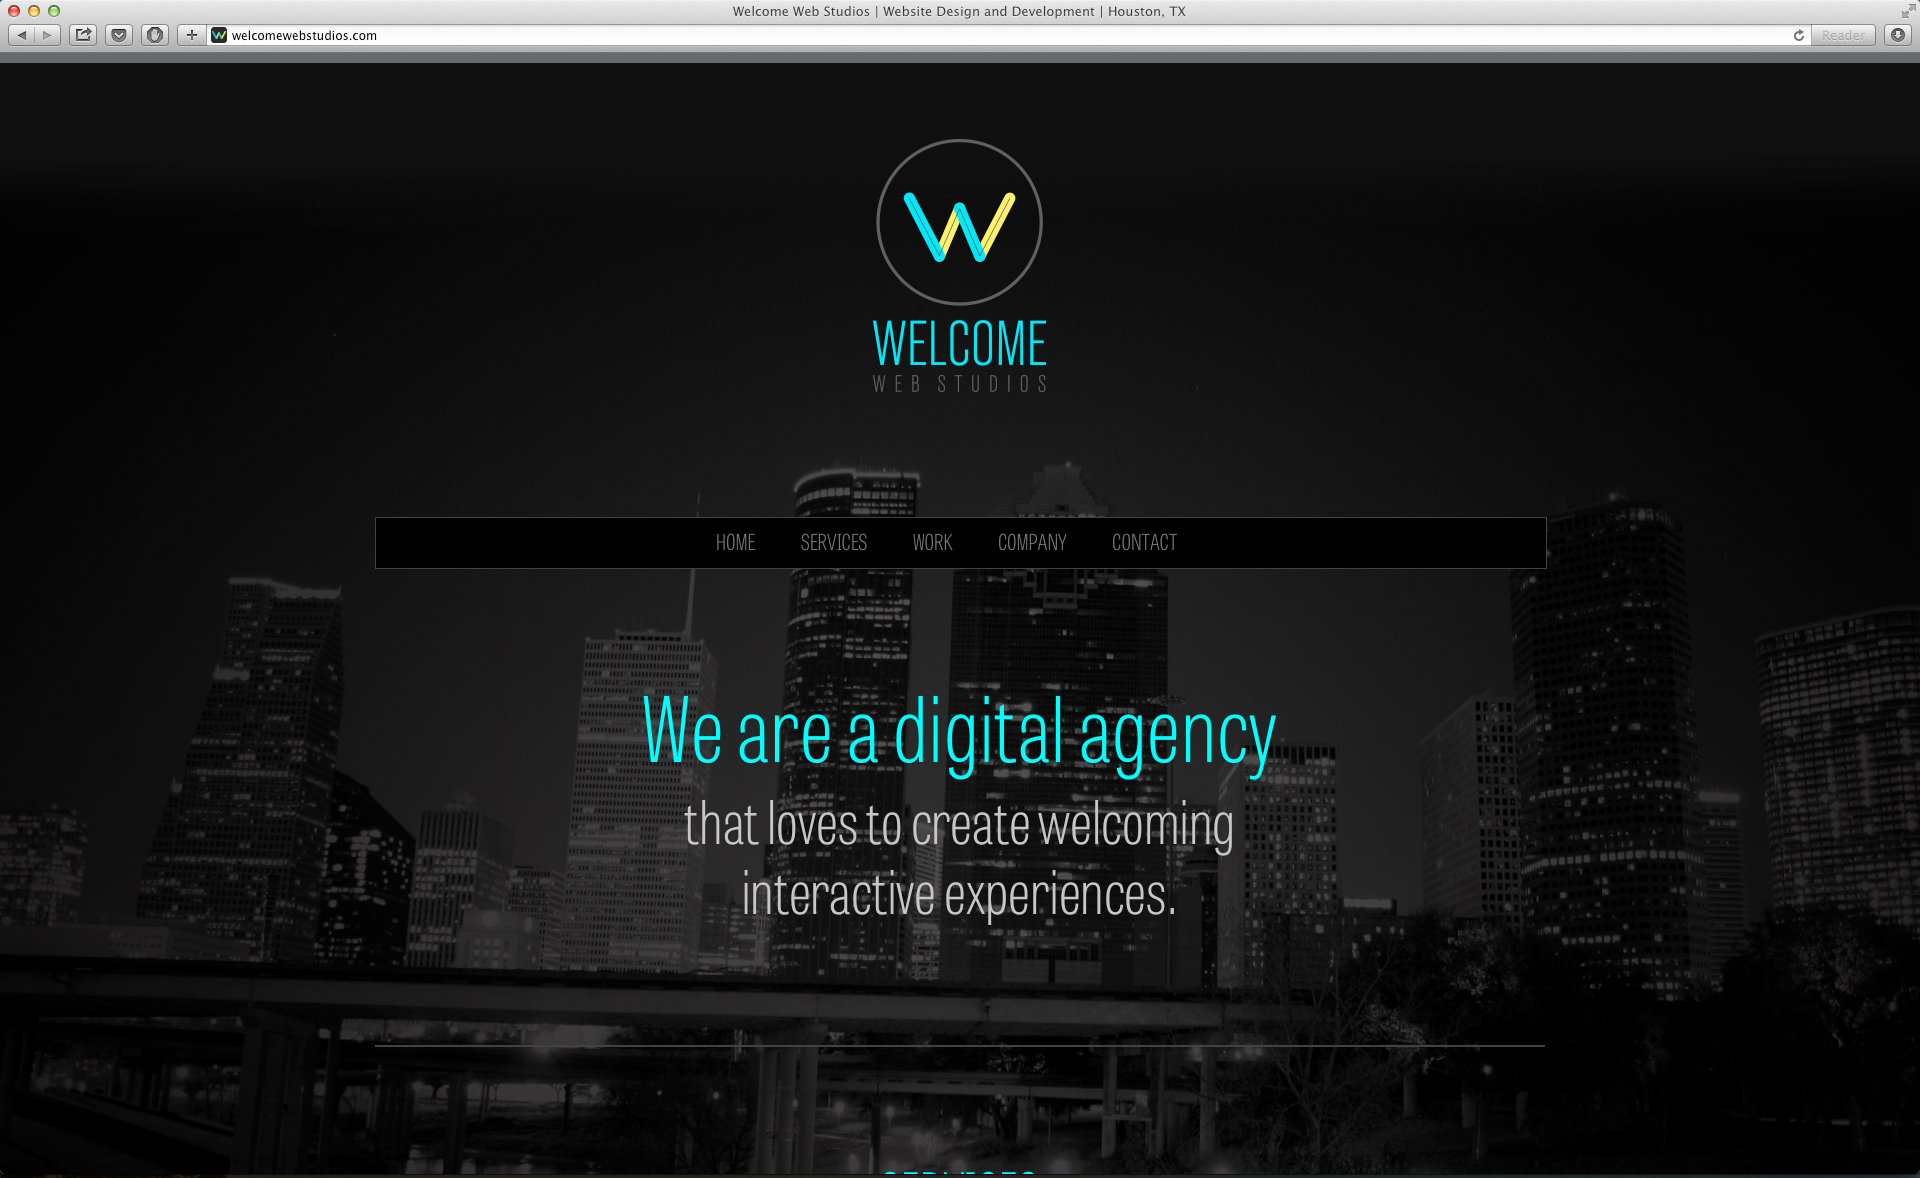 Welcome Web Studios | Website Design and Development | Houston, TX
welcomewebstudios.com
Reader
W
WELCOME
WEB STUDIOS
HOME SERVICES WORK COMPANY CONTACT
We are a digital agency
that loves to create welcoming
interactive experiences.
SERVICES